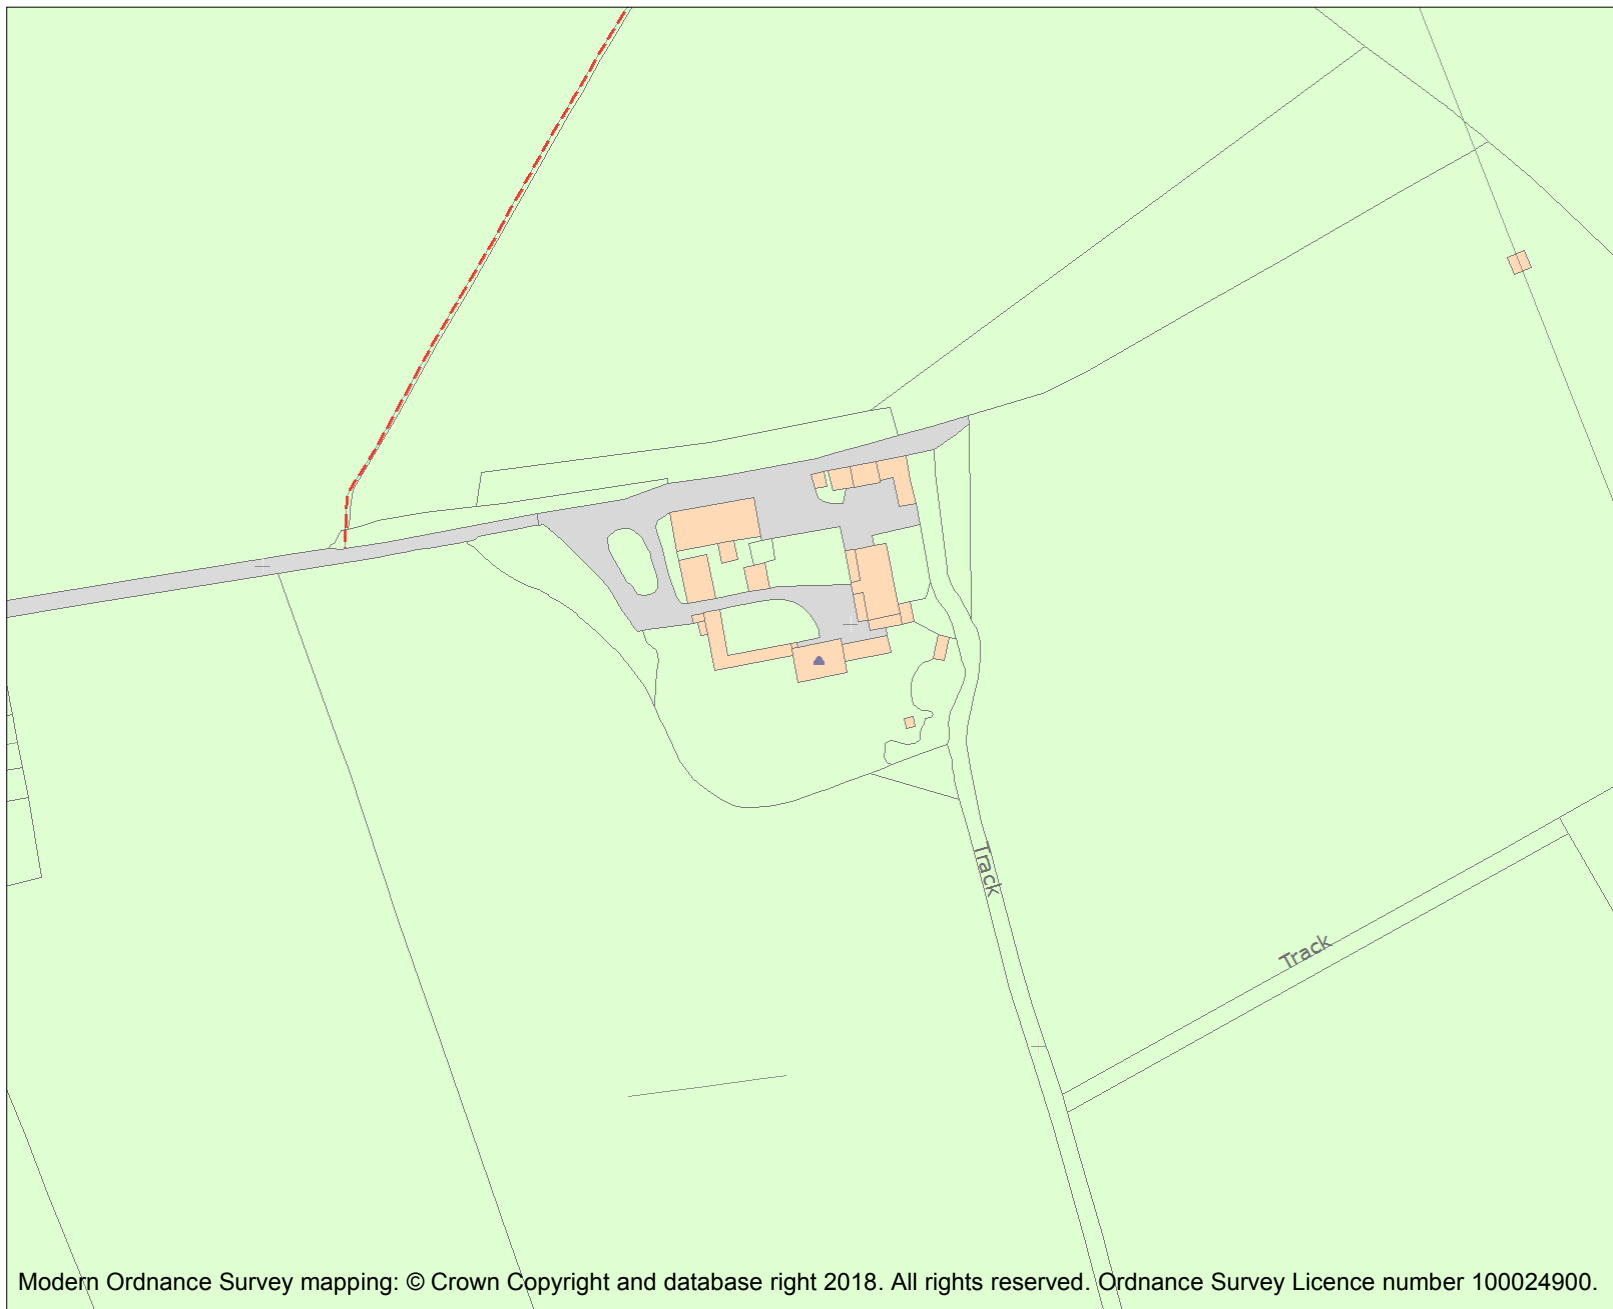 Track
Track
Modern Ordnance Survey mapping: © Crown Copyright and database right 2018. All rights reserved. Ordnance Survey Licence number 100024900.